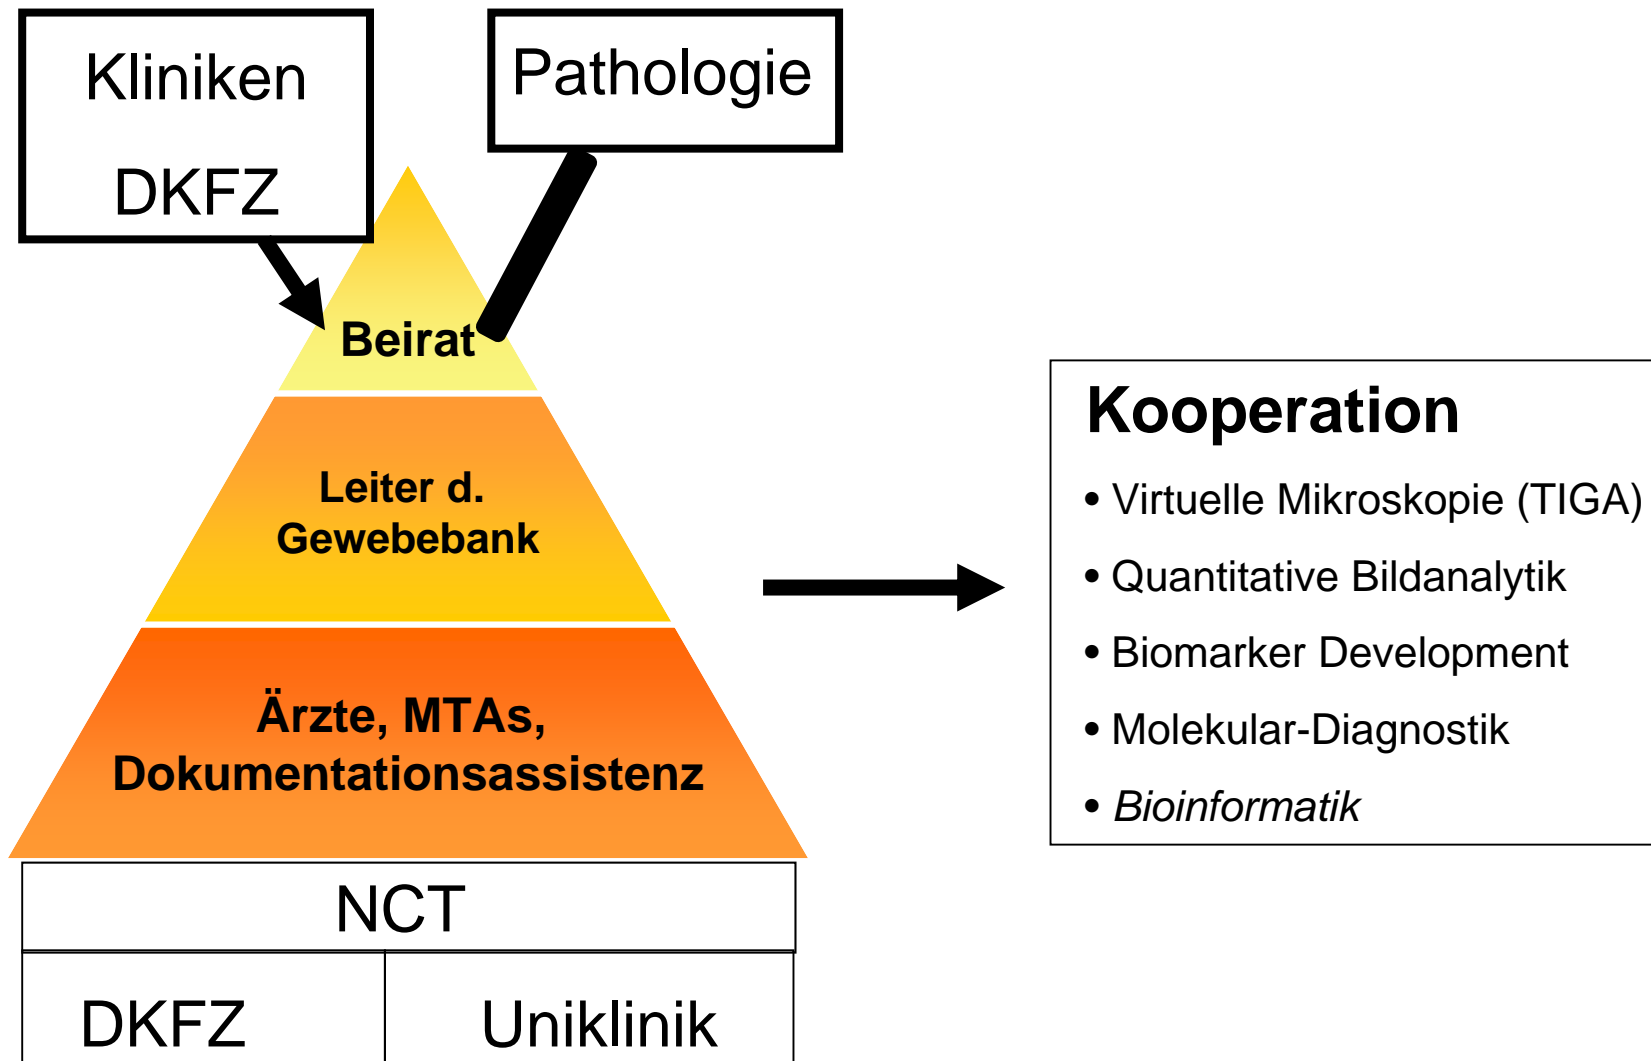 Kliniken
DKFZ
Pathologie
Beirat
Leiter d.
Gewebebank
Ärzte, MTAs,
Dokumentationsassistenz
NCT
DKFZ
Uniklinik
Kooperation
• Virtuelle Mikroskopie (TIGA)
• Quantitative Bildanalytik
• Biomarker Development
• Molekular-Diagnostik
• Bioinformatik